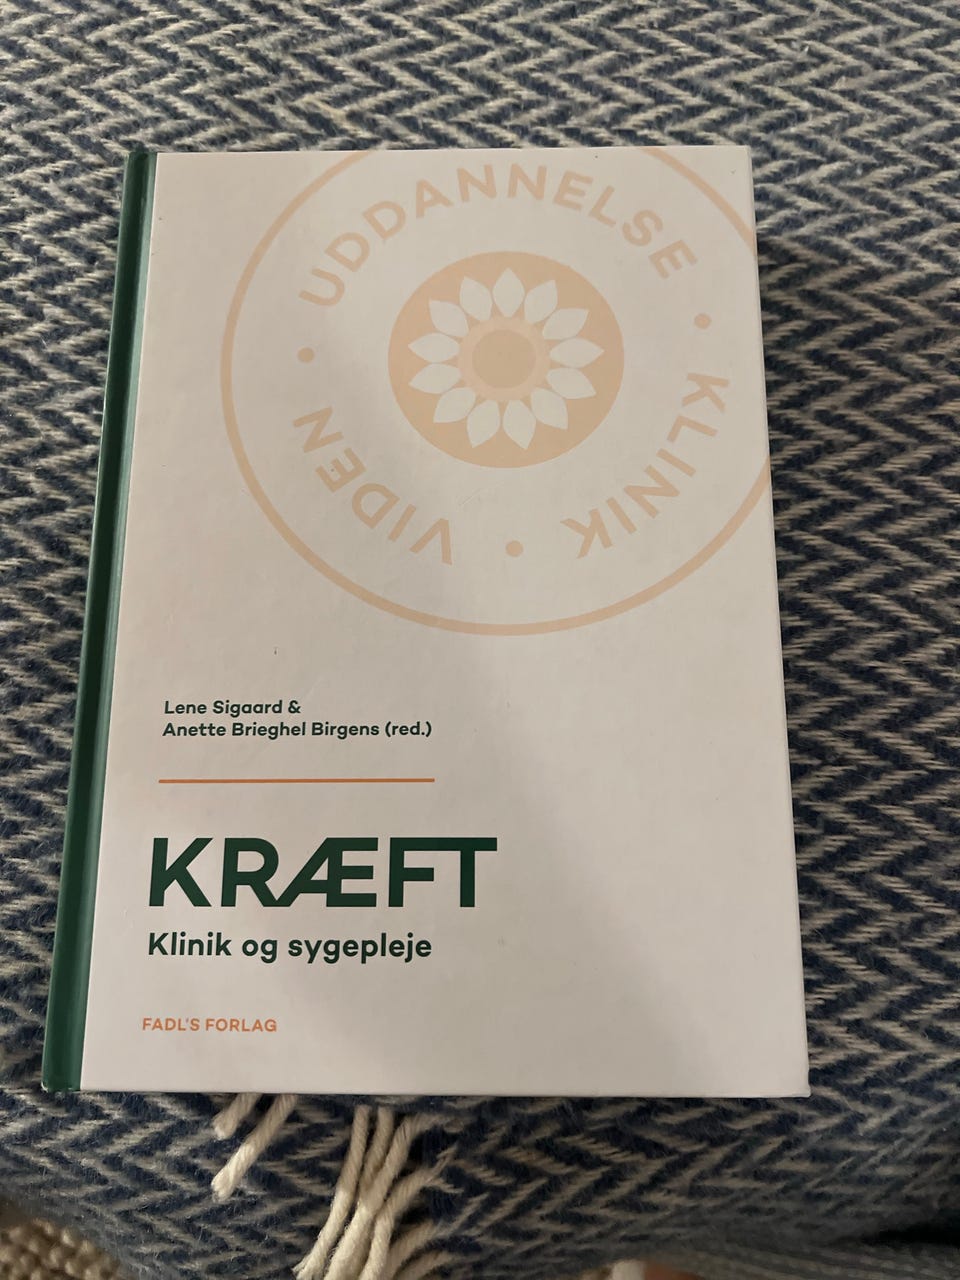 UDDANNELSE • KLINIK • VIDEN •
Lene Sigaard &
Anette Brieghel Birgens (red.)
KRÆFT
Klinik og sygepleje
FADL'S FORLAG